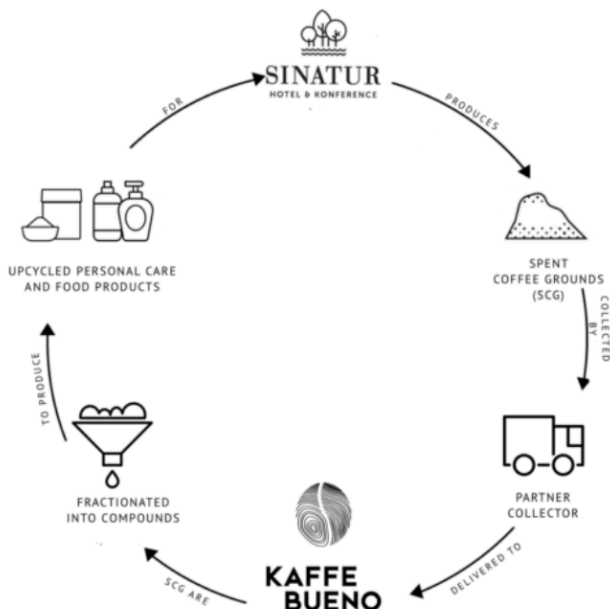 SINATUR
HOTEL & KONFERENCE
PRODUCES
SPENT
COFFEE GROUNDS
(SCG)
COLLECTED
BY
PARTNER
COLLECTOR
DELIVERED TO
KAFFE
BUENO
SCG ARE
FRACTIONATED
INTO COMPOUNDS
TO PRODUCE
UPCYCLED PERSONAL CARE
AND FOOD PRODUCTS
FOR